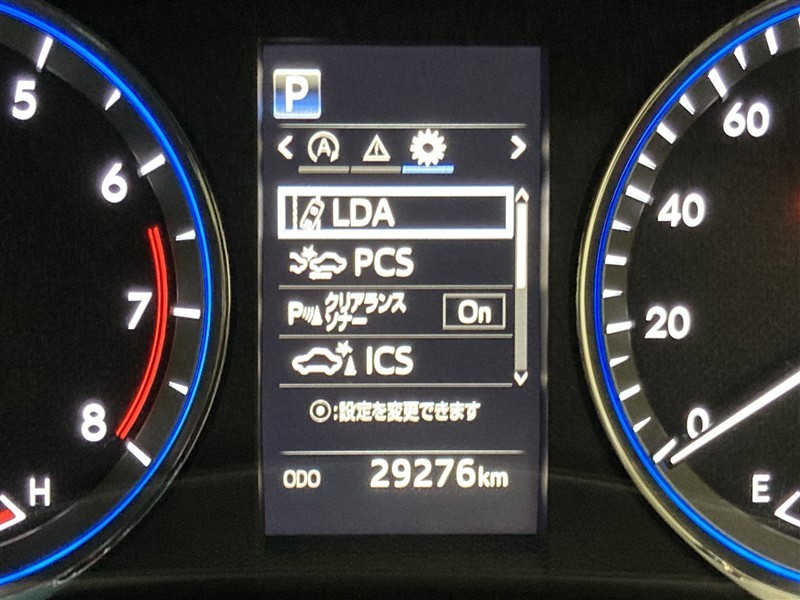 5
6
7
8
H
P
A
LDA
PCS
P クリアランス
ソナー On
ICS
◎:設定を変更できます
ODO 29276km
60
40
20
0
E